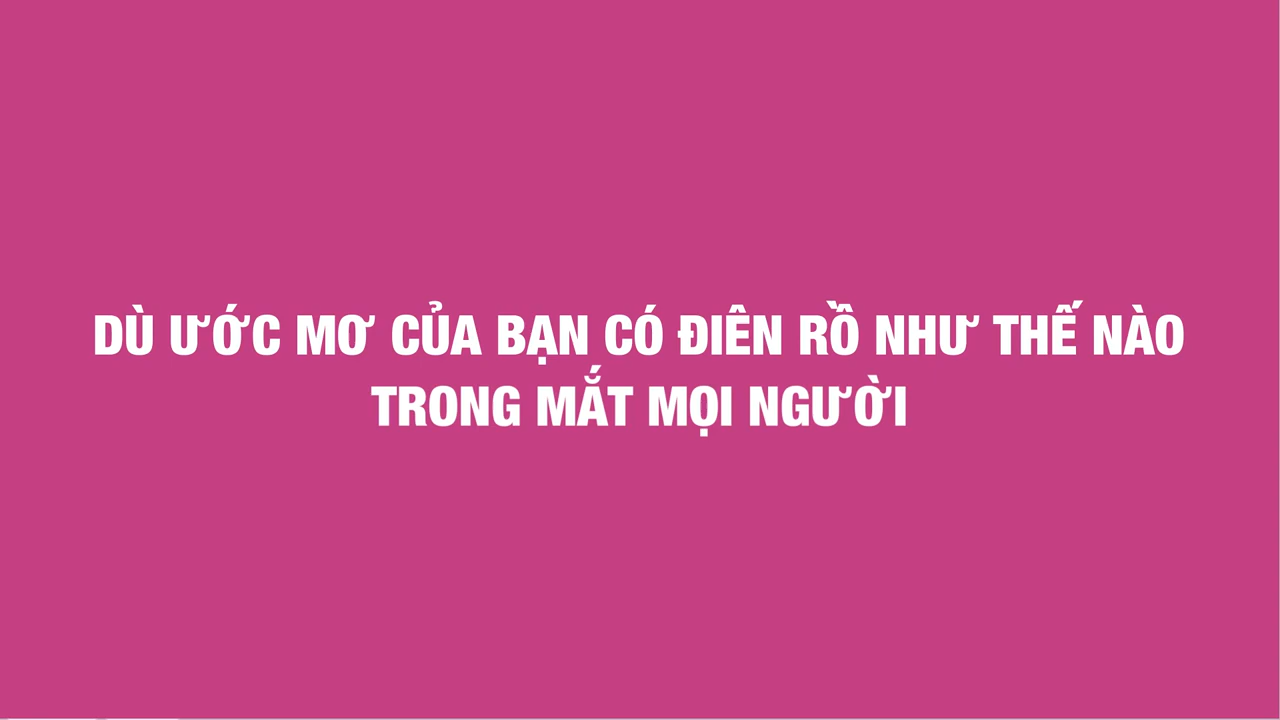 DÙ ƯỚC MƠ CỦA BẠN CÓ ĐIÊN RỒ NHƯ THẾ NÀO
TRONG MẮT MỌI NGƯỜI